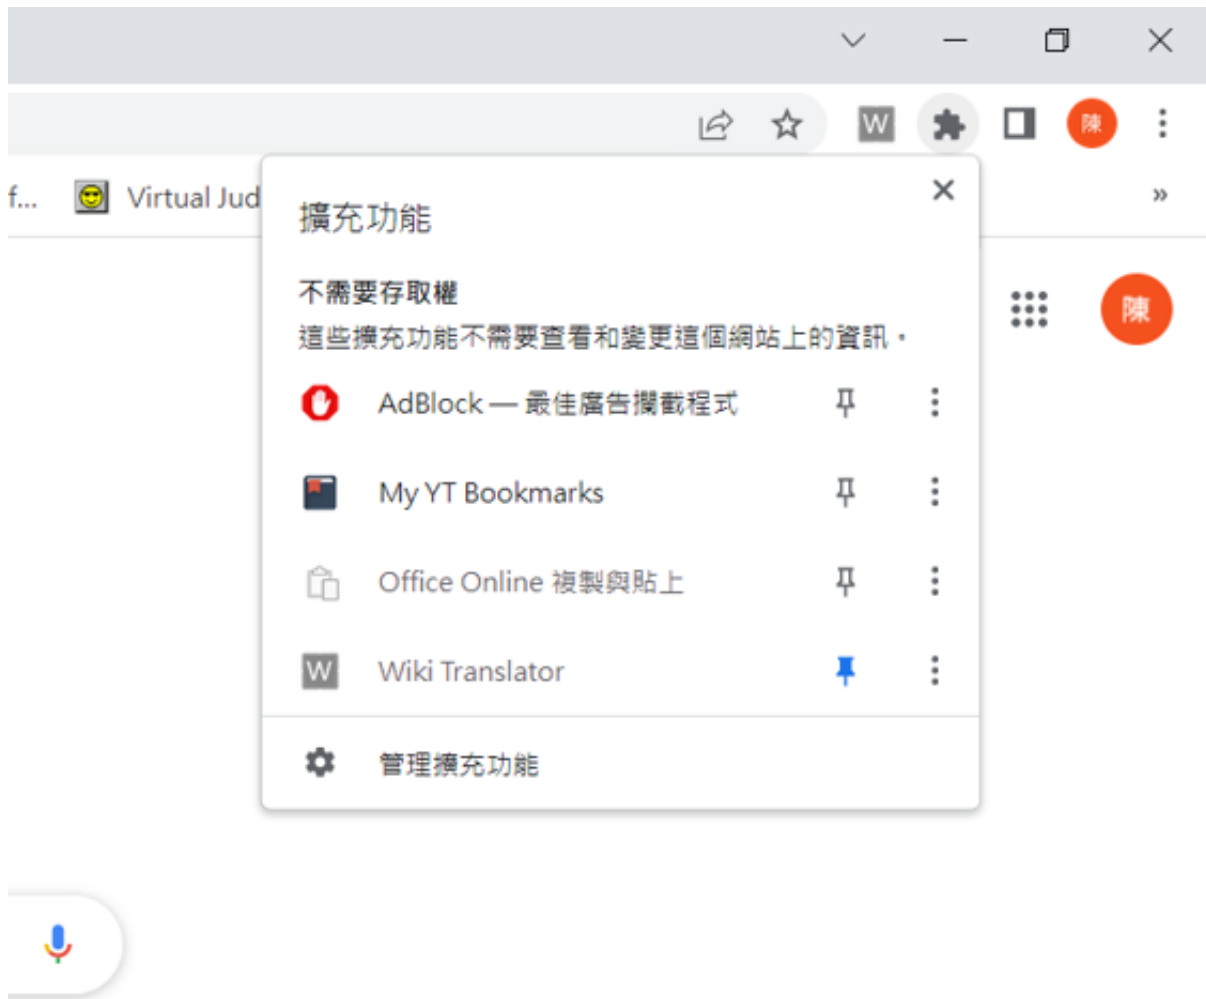 W
陳
f...
Virtual Jud
»
擴充功能
不需要存取權
這些擴充功能不需要查看和變更這個網站上的資訊。
陳
AdBlock — 最佳廣告攔截程式
My YT Bookmarks
Office Online 複製與貼上
W Wiki Translator
管理擴充功能